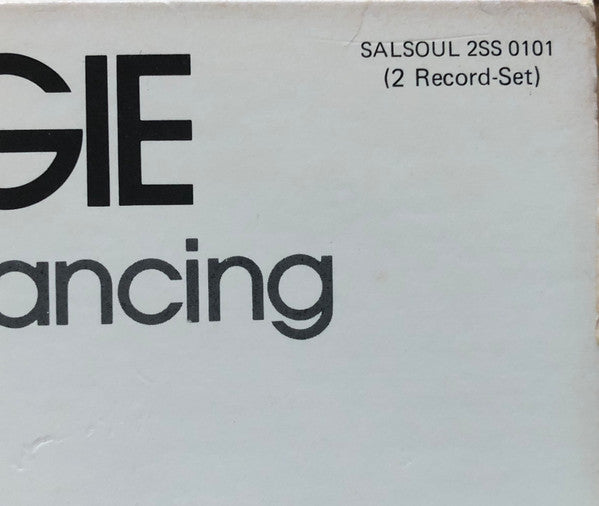 SALSOUL 2SS 0101
(2 Record-Set)
GIE
ancing